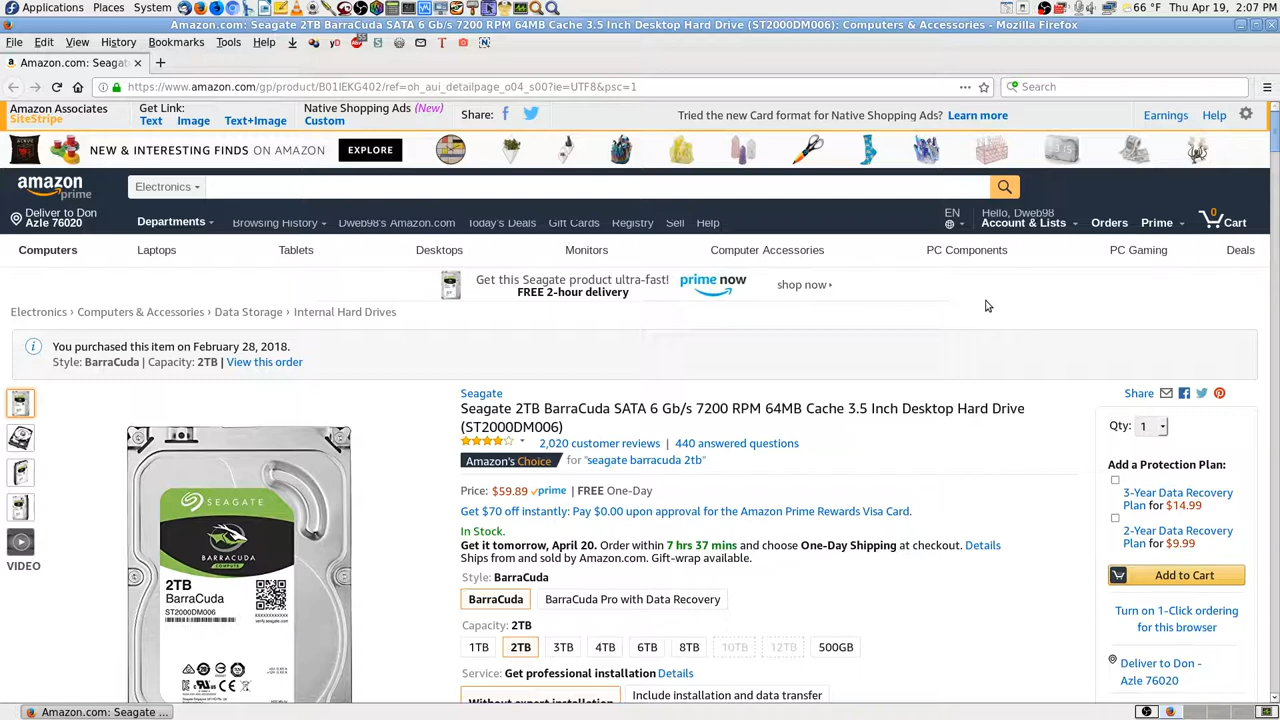 Applications Places System 66 °F Thu Apr 19, 2:07 PM
Amazon.com: Seagate 2TB BarraCuda SATA 6 Gb/s 7200 RPM 64MB Cache 3.5 Inch Desktop Hard Drive (ST2000DM006): Computers & Accessories - Mozilla Firefox
File Edit View History Bookmarks Tools Help
Amazon.com: Seagat
https://www.amazon.com/gp/product/B01IEKG402/ref=oh_aui_detailpage_o04_s00?ie=UTF8&psc=1 Search
Amazon Associates Get Link: Native Shopping Ads (New) Share: Tried the new Card format for Native Shopping Ads? Learn more Earnings Help
SiteStripe Text Image Text+Image Custom
NEW & INTERESTING FINDS ON AMAZON EXPLORE
amazon prime Electronics
Deliver to Don EN Hello, Dweb98 0
Azle 76020 Departments Browsing History Dweb98's Amazon.com Today's Deals Gift Cards Registry Sell Help Account & Lists Orders Prime Cart
Computers Laptops Tablets Desktops Monitors Computer Accessories PC Components PC Gaming Deals
Get this Seagate product ultra-fast! prime now shop now ›
FREE 2-hour delivery
Electronics › Computers & Accessories › Data Storage › Internal Hard Drives
You purchased this item on February 28, 2018.
Style: BarraCuda | Capacity: 2TB | View this order
Seagate
Share
Seagate 2TB BarraCuda SATA 6 Gb/s 7200 RPM 64MB Cache 3.5 Inch Desktop Hard Drive
(ST2000DM006)
Qty: 1
2,020 customer reviews | 440 answered questions
Amazon's Choice for "seagate barracuda 2tb"
Add a Protection Plan:
3-Year Data Recovery
Plan for $14.99
2-Year Data Recovery
Plan for $9.99
Add to Cart
Turn on 1-Click ordering
for this browser
Deliver to Don -
Azle 76020
Price: $59.89 prime | FREE One-Day
Get $70 off instantly: Pay $0.00 upon approval for the Amazon Prime Rewards Visa Card.
In Stock.
Get it tomorrow, April 20. Order within 7 hrs 37 mins and choose One-Day Shipping at checkout. Details
Ships from and sold by Amazon.com. Gift-wrap available.
Style: BarraCuda
BarraCuda BarraCuda Pro with Data Recovery
Capacity: 2TB
1TB 2TB 3TB 4TB 6TB 8TB 10TB 12TB 500GB
Service: Get professional installation Details
Without expert installation Include installation and data transfer
VIDEO
SEAGATE
BARRACUDA
COMPUTE
2TB
BarraCuda
ST2000DM006
Amazon.com: Seagate ...